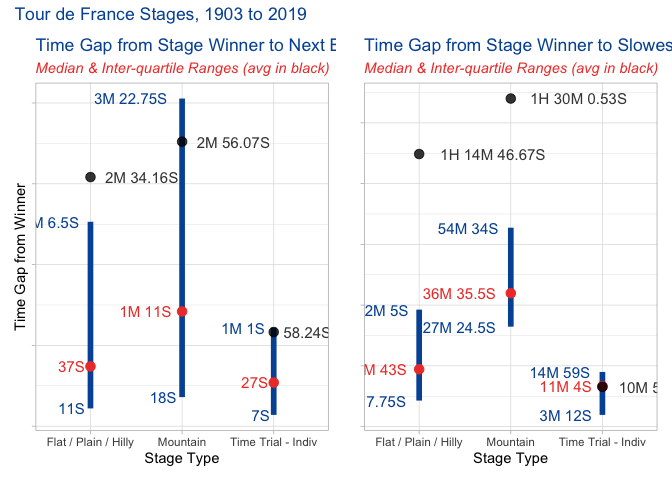 Tour de France Stages, 1903 to 2019
Time Gap from Stage Winner to Next
Median & Inter-quartile Ranges (avg in black)
3M 22.75S
2M 56.07S
2M 34.16S
M 6.5S
1M 11S
1M 1S
58.24S
37S
27S
18S
11S
7S
Time Gap from Winner
Flat / Plain / Hilly
Mountain
Time Trial - Indiv
Stage Type
Time Gap from Stage Winner to Slowes
Median & Inter-quartile Ranges (avg in black)
1H 30M 0.53S
1H 14M 46.67S
54M 34S
36M 35.5S
2M 5S
27M 24.5S
M 43S
14M 59S
11M 4S
10M
7.75S
3M 12S
Flat / Plain / Hilly
Mountain
Time Trial - Indiv
Stage Type